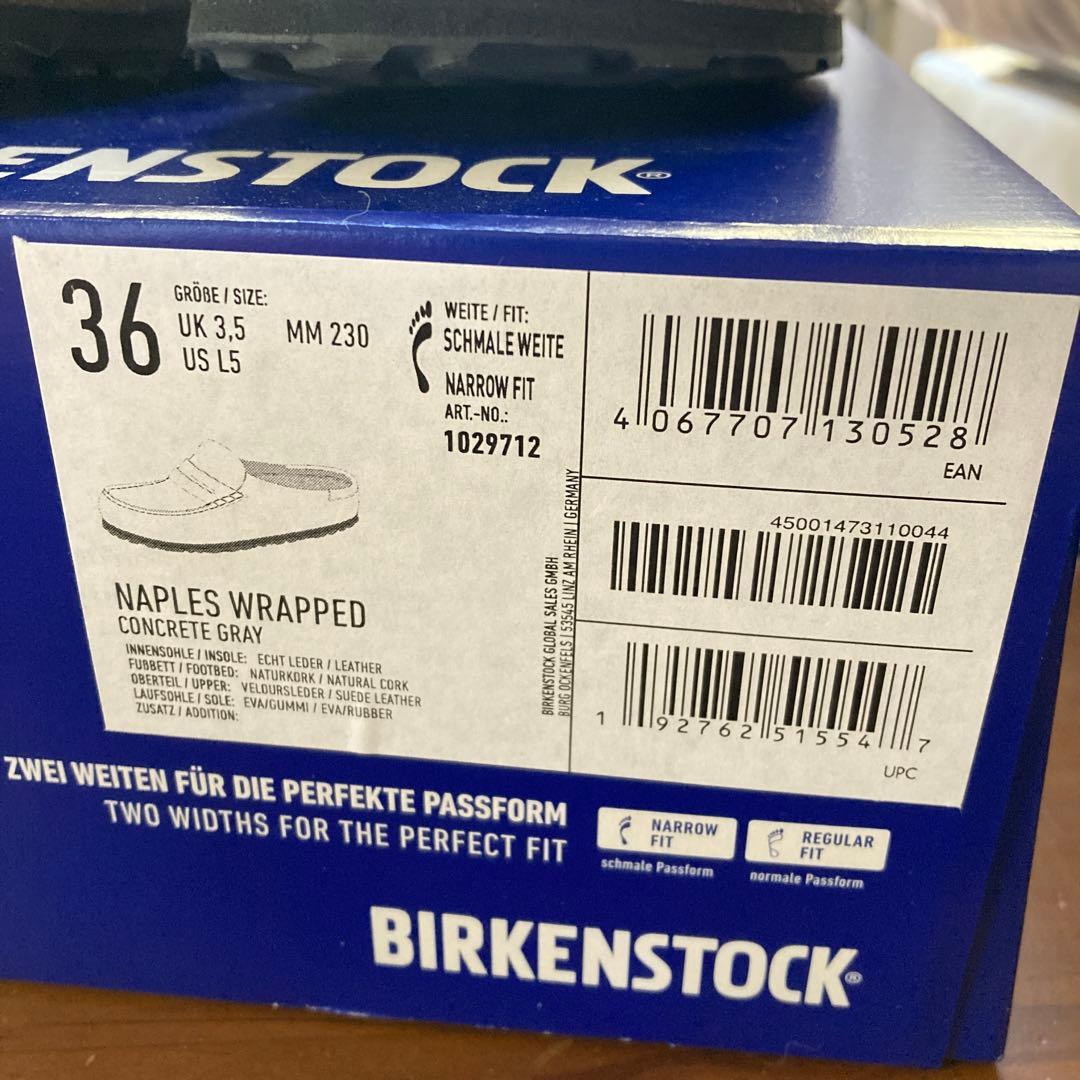 ENSTOCK®
36
GRÖBE / SIZE:
UK 3,5
US L5
MM 230
WEITE / FIT:
SCHMALE WEITE
NARROW FIT
ART.-NO.:
1029712
4 067707 130528
EAN
45001473110044
1 92762 51554 7
UPC
NAPLES WRAPPED
CONCRETE GRAY
INNENSOHLE / INSOLE: ECHT LEDER / LEATHER
FUßBETT / FOOTBED: NATURKORK / NATURAL CORK
OBERTEIL / UPPER: VELOURSLEDER / SUEDE LEATHER
LAUFSOHLE / SOLE: EVA/GUMMI / EVA/RUBBER
ZUSATZ / ADDITION:
BIRKENSTOCK GLOBAL SALES GMBH
BURG OCKENFELS | 53545 LINZ AM RHEIN | GERMANY
ZWEI WEITEN FÜR DIE PERFEKTE PASSFORM
TWO WIDTHS FOR THE PERFECT FIT
NARROW
FIT
schmale Passform
REGULAR
FIT
normale Passform
BIRKENSTOCK®